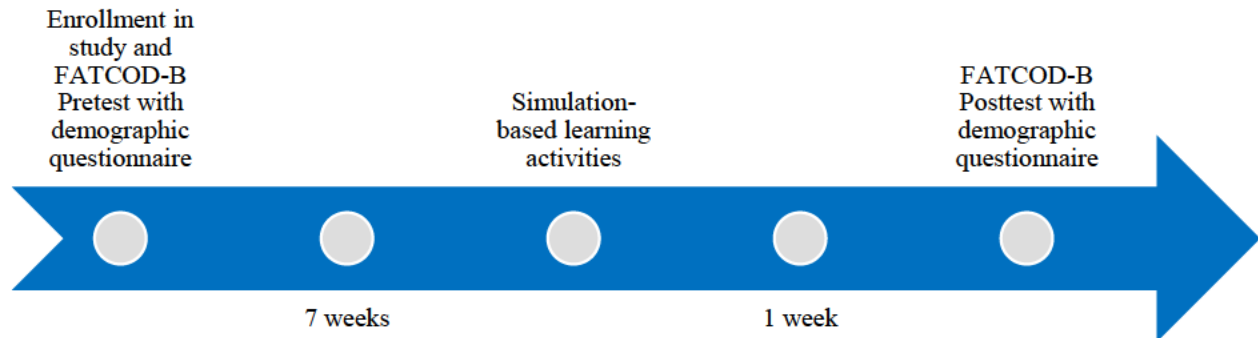 Enrollment in
study and
FATCOD-B
Pretest with
demographic
questionnaire
Simulation-
based learning
activities
FATCOD-B
Posttest with
demographic
questionnaire
7 weeks
1 week